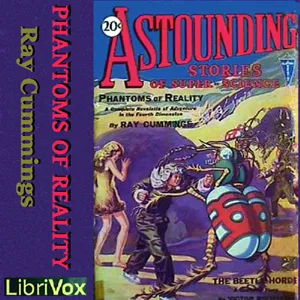 PHANTOMS OF REALITY
Ray Cummings
LibriVox
20¢
ASTOUNDING
STORIES
OF SUPER-SCIENCE
PHANTOMS OF REALITY
A Complete Novelette of Adventure
in the Fourth Dimension
By RAY CUMMINGS
THE BEETLE HORDE